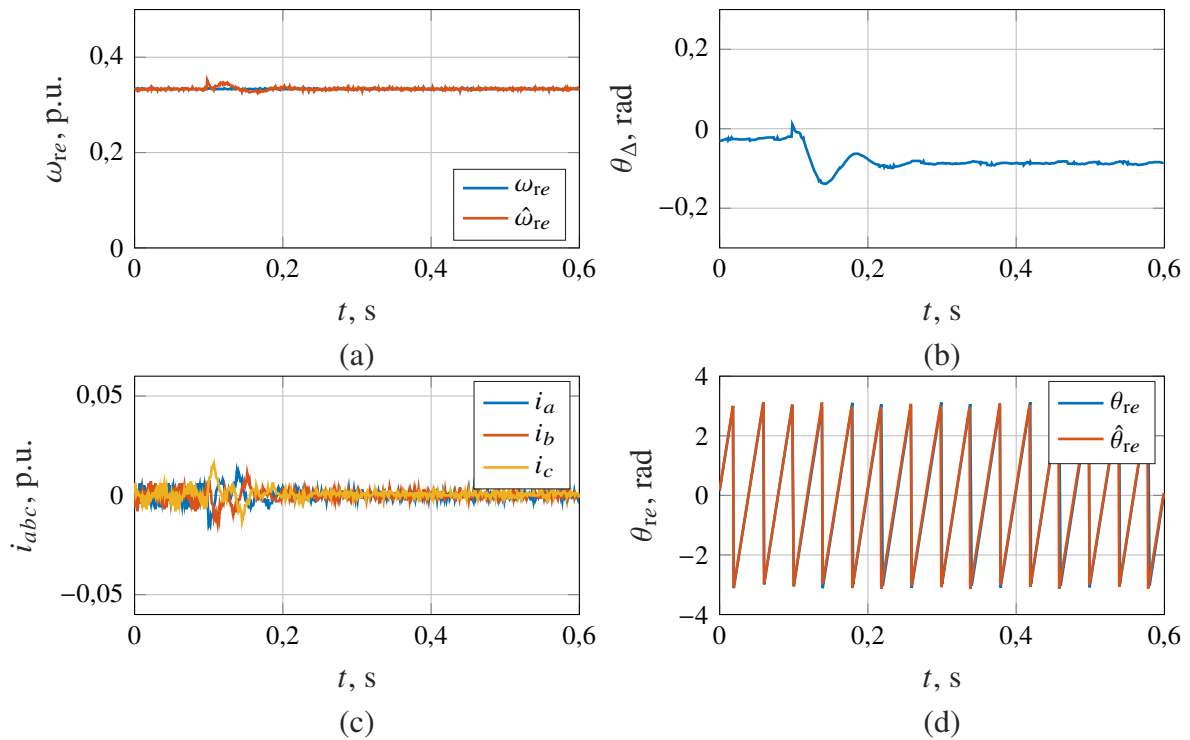 0,4
0,2
0
ω_re, p.u.
ω_re
ω̂_re
0 0,2 0,4 0,6
t, s
(a)
0,2
0
−0,2
θ_Δ, rad
0 0,2 0,4 0,6
t, s
(b)
0,05
0
−0,05
i_abc, p.u.
i_a
i_b
i_c
0 0,2 0,4 0,6
t, s
(c)
4
2
0
−2
−4
θ_re, rad
θ_re
θ̂_re
0 0,2 0,4 0,6
t, s
(d)